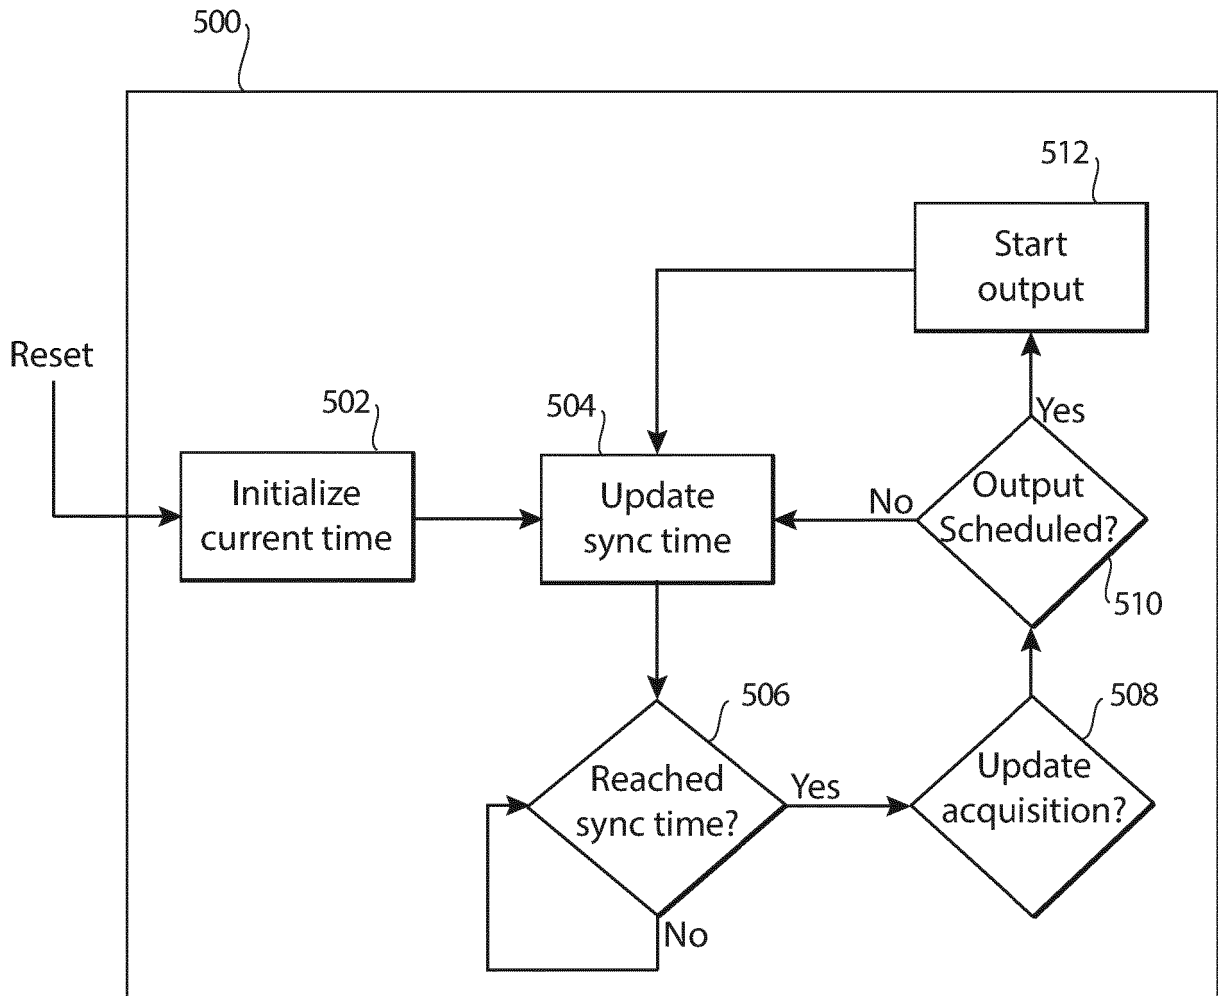 500
512
Start
output
Reset
502
504
Yes
Initialize
current time
Update
sync time
No
Output
Scheduled?
510
506
508
Reached
sync time?
Yes
Update
acquisition?
No